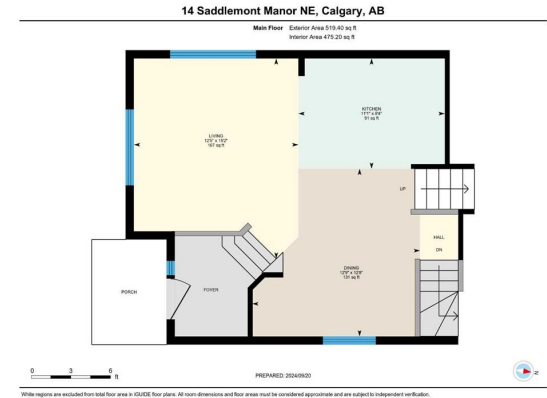 14 Saddlemont Manor NE, Calgary, AB
Main Floor Exterior Area 519.40 sq ft
Interior Area 475.20 sq ft
KITCHEN
11'1" x 8'4"
91 sq ft
LIVING
12'5" x 15'2"
167 sq ft
UP
HALL
DN
DINING
12'9" x 12'8"
131 sq ft
PORCH
FOYER
0 3 6
ft
PREPARED: 2024/09/20
N
While regions are excluded from total floor area in iGUIDE floor plans. All room dimensions and floor areas must be considered approximate and are subject to independent verification.